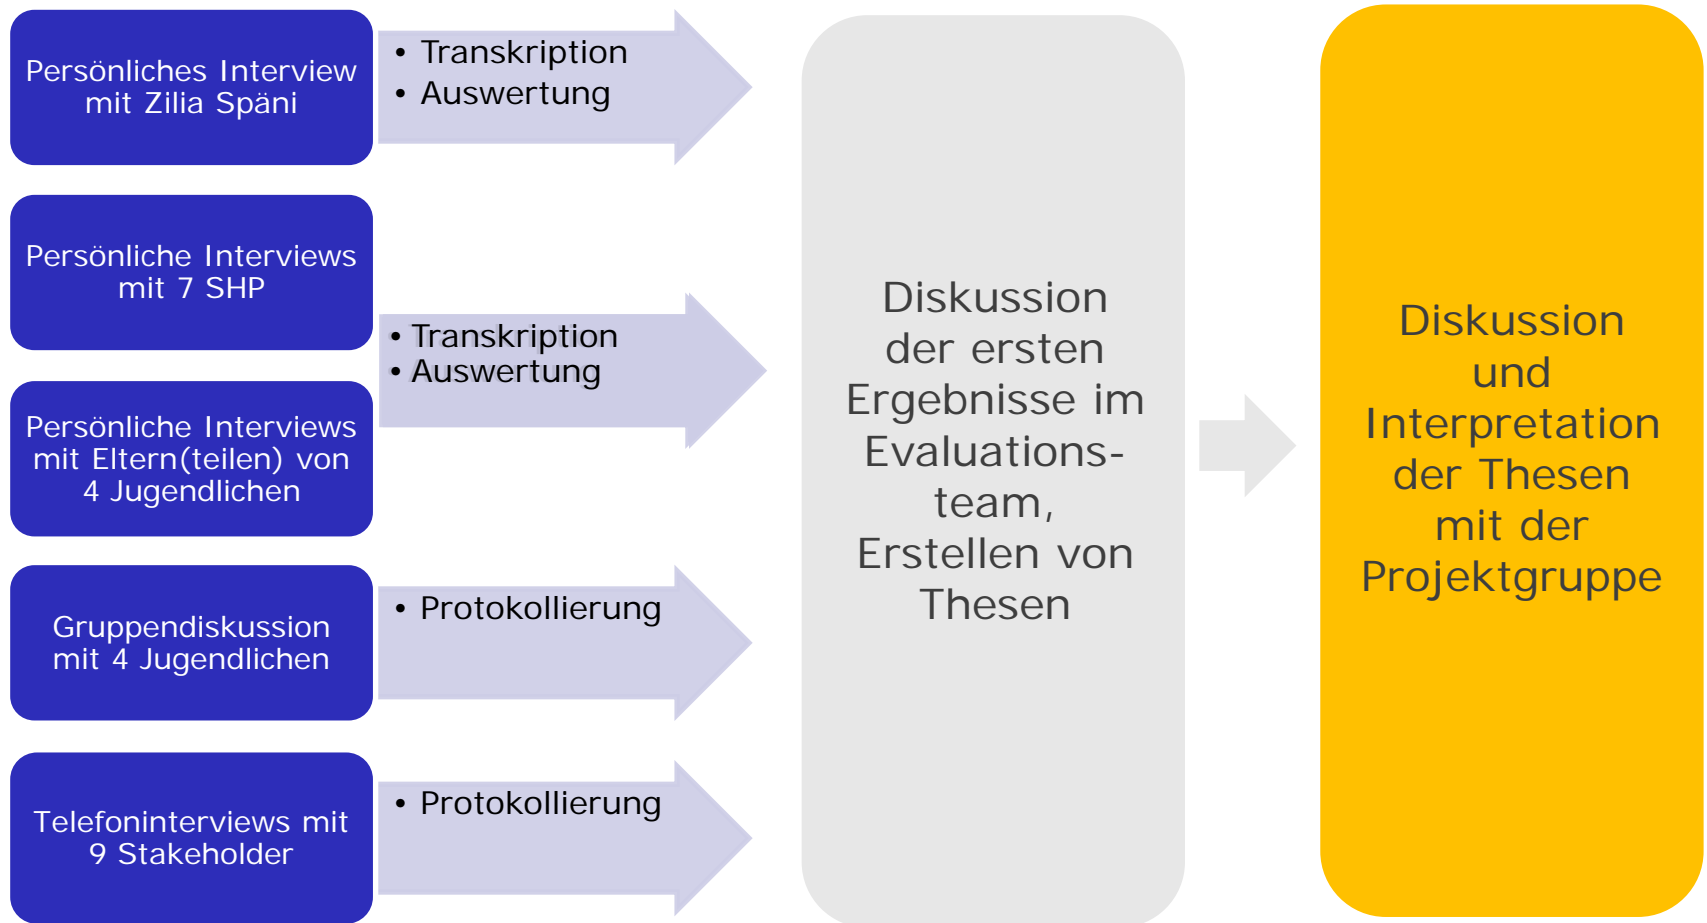 Persönliches Interview
mit Zilia Späni
• Transkription
• Auswertung
Persönliche Interviews
mit 7 SHP
Persönliche Interviews
mit Eltern(teilen) von
4 Jugendlichen
• Transkription
• Auswertung
Gruppendiskussion
mit 4 Jugendlichen
• Protokollierung
Telefoninterviews mit
9 Stakeholder
• Protokollierung
Diskussion
der ersten
Ergebnisse im
Evaluations-
team,
Erstellen von
Thesen
Diskussion
und
Interpretation
der Thesen
mit der
Projektgruppe